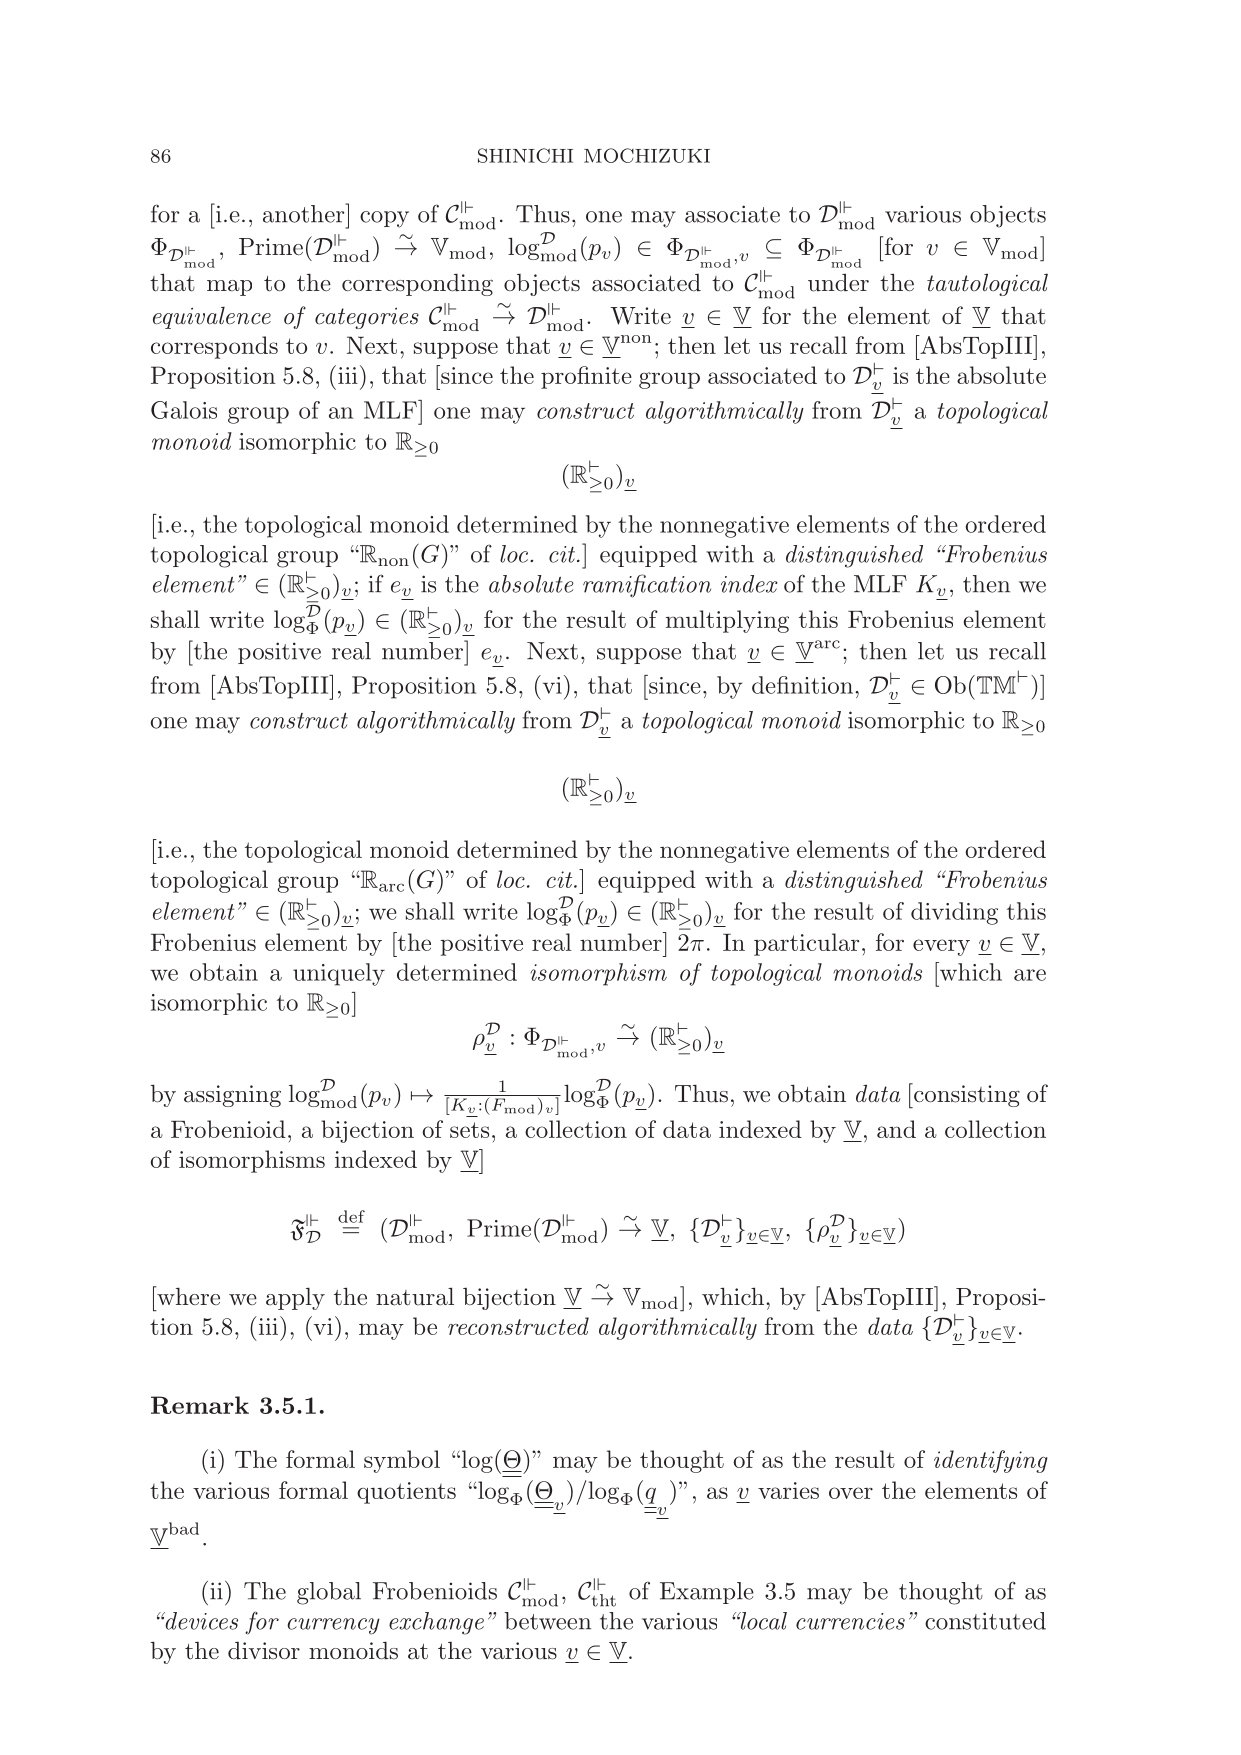 86 SHINICHI MOCHIZUKI
for a [i.e., another] copy of $\mathcal{C}^{\Vdash}_{\mathrm{mod}}$. Thus, one may associate to $\mathcal{D}^{\Vdash}_{\mathrm{mod}}$ various objects
$\Phi_{\mathcal{D}^{\Vdash}_{\mathrm{mod}}}$, Prime($\mathcal{D}^{\Vdash}_{\mathrm{mod}}$) $\overset{\sim}{\to}$ $\mathbb{V}_{\mathrm{mod}}$, $\log^{\mathcal{D}}_{\mathrm{mod}}(p_v) \in \Phi_{\mathcal{D}^{\Vdash}_{\mathrm{mod}},v} \subseteq \Phi_{\mathcal{D}^{\Vdash}_{\mathrm{mod}}}$ [for $v \in \mathbb{V}_{\mathrm{mod}}$]
that map to the corresponding objects associated to $\mathcal{C}^{\Vdash}_{\mathrm{mod}}$ under the tautological
equivalence of categories $\mathcal{C}^{\Vdash}_{\mathrm{mod}} \overset{\sim}{\to} \mathcal{D}^{\Vdash}_{\mathrm{mod}}$. Write $\underline{v} \in \underline{\mathbb{V}}$ for the element of $\underline{\mathbb{V}}$ that
corresponds to $v$. Next, suppose that $\underline{v} \in \underline{\mathbb{V}}^{\mathrm{non}}$; then let us recall from [AbsTopIII],
Proposition 5.8, (iii), that [since the profinite group associated to $\mathcal{D}^{\vdash}_{\underline{v}}$ is the absolute
Galois group of an MLF] one may construct algorithmically from $\mathcal{D}^{\vdash}_{\underline{v}}$ a topological
monoid isomorphic to $\mathbb{R}_{\geq 0}$
$(\mathbb{R}^{\vdash}_{\geq 0})_{\underline{v}}$
[i.e., the topological monoid determined by the nonnegative elements of the ordered
topological group “$\mathbb{R}_{\mathrm{non}}(G)$” of loc. cit.] equipped with a distinguished “Frobenius
element” $\in (\mathbb{R}^{\vdash}_{\geq 0})_{\underline{v}}$; if $e_{\underline{v}}$ is the absolute ramification index of the MLF $K_{\underline{v}}$, then we
shall write $\log^{\mathcal{D}}_{\Phi}(p_{\underline{v}}) \in (\mathbb{R}^{\vdash}_{\geq 0})_{\underline{v}}$ for the result of multiplying this Frobenius element
by [the positive real number] $e_{\underline{v}}$. Next, suppose that $\underline{v} \in \underline{\mathbb{V}}^{\mathrm{arc}}$; then let us recall
from [AbsTopIII], Proposition 5.8, (vi), that [since, by definition, $\mathcal{D}^{\vdash}_{\underline{v}} \in \mathrm{Ob}(\mathbb{TM}^{\vdash})$]
one may construct algorithmically from $\mathcal{D}^{\vdash}_{\underline{v}}$ a topological monoid isomorphic to $\mathbb{R}_{\geq 0}$
$(\mathbb{R}^{\vdash}_{\geq 0})_{\underline{v}}$
[i.e., the topological monoid determined by the nonnegative elements of the ordered
topological group “$\mathbb{R}_{\mathrm{arc}}(G)$” of loc. cit.] equipped with a distinguished “Frobenius
element” $\in (\mathbb{R}^{\vdash}_{\geq 0})_{\underline{v}}$; we shall write $\log^{\mathcal{D}}_{\Phi}(p_{\underline{v}}) \in (\mathbb{R}^{\vdash}_{\geq 0})_{\underline{v}}$ for the result of dividing this
Frobenius element by [the positive real number] $2\pi$. In particular, for every $\underline{v} \in \underline{\mathbb{V}}$,
we obtain a uniquely determined isomorphism of topological monoids [which are
isomorphic to $\mathbb{R}_{\geq 0}$]
$\rho^{\mathcal{D}}_{\underline{v}} : \Phi_{\mathcal{D}^{\Vdash}_{\mathrm{mod}},v} \overset{\sim}{\to} (\mathbb{R}^{\vdash}_{\geq 0})_{\underline{v}}$
by assigning $\log^{\mathcal{D}}_{\mathrm{mod}}(p_v) \mapsto \frac{1}{[K_{\underline{v}}:(F_{\mathrm{mod}})_v]}\log^{\mathcal{D}}_{\Phi}(p_{\underline{v}})$. Thus, we obtain data [consisting of
a Frobenioid, a bijection of sets, a collection of data indexed by $\underline{\mathbb{V}}$, and a collection
of isomorphisms indexed by $\underline{\mathbb{V}}$]
$\mathfrak{F}^{\Vdash}_{\mathcal{D}} \overset{\mathrm{def}}{=} (\mathcal{D}^{\Vdash}_{\mathrm{mod}}, \mathrm{Prime}(\mathcal{D}^{\Vdash}_{\mathrm{mod}}) \overset{\sim}{\to} \underline{\mathbb{V}}, \{\mathcal{D}^{\vdash}_{\underline{v}}\}_{\underline{v}\in\underline{\mathbb{V}}}, \{\rho^{\mathcal{D}}_{\underline{v}}\}_{\underline{v}\in\underline{\mathbb{V}}})$
[where we apply the natural bijection $\underline{\mathbb{V}} \overset{\sim}{\to} \mathbb{V}_{\mathrm{mod}}$], which, by [AbsTopIII], Proposi-
tion 5.8, (iii), (vi), may be reconstructed algorithmically from the data $\{\mathcal{D}^{\vdash}_{\underline{v}}\}_{\underline{v}\in\underline{\mathbb{V}}}$.
Remark 3.5.1.
(i) The formal symbol “$\log(\underline{\underline{\Theta}})$” may be thought of as the result of identifying
the various formal quotients “$\log_{\Phi}(\underline{\underline{\Theta}}_{\underline{v}})/\log_{\Phi}(\underline{\underline{q}}_{\underline{v}})$”, as $\underline{v}$ varies over the elements of
$\underline{\mathbb{V}}^{\mathrm{bad}}$.
(ii) The global Frobenioids $\mathcal{C}^{\Vdash}_{\mathrm{mod}}$, $\mathcal{C}^{\Vdash}_{\mathrm{tht}}$ of Example 3.5 may be thought of as
“devices for currency exchange” between the various “local currencies” constituted
by the divisor monoids at the various $\underline{v} \in \underline{\mathbb{V}}$.